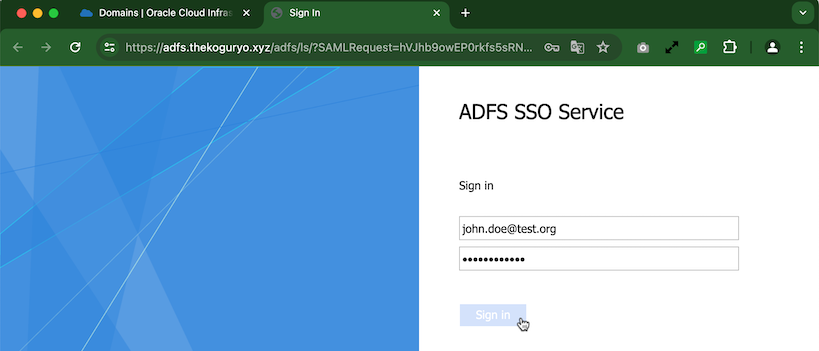 Domains | Oracle Cloud Infras
Sign In
https://adfs.thekoguryo.xyz/adfs/ls/?SAMLRequest=hVJhb9owEP0rkfs5sRN...
ADFS SSO Service
Sign in
john.doe@test.org
••••••••••••
Sign in